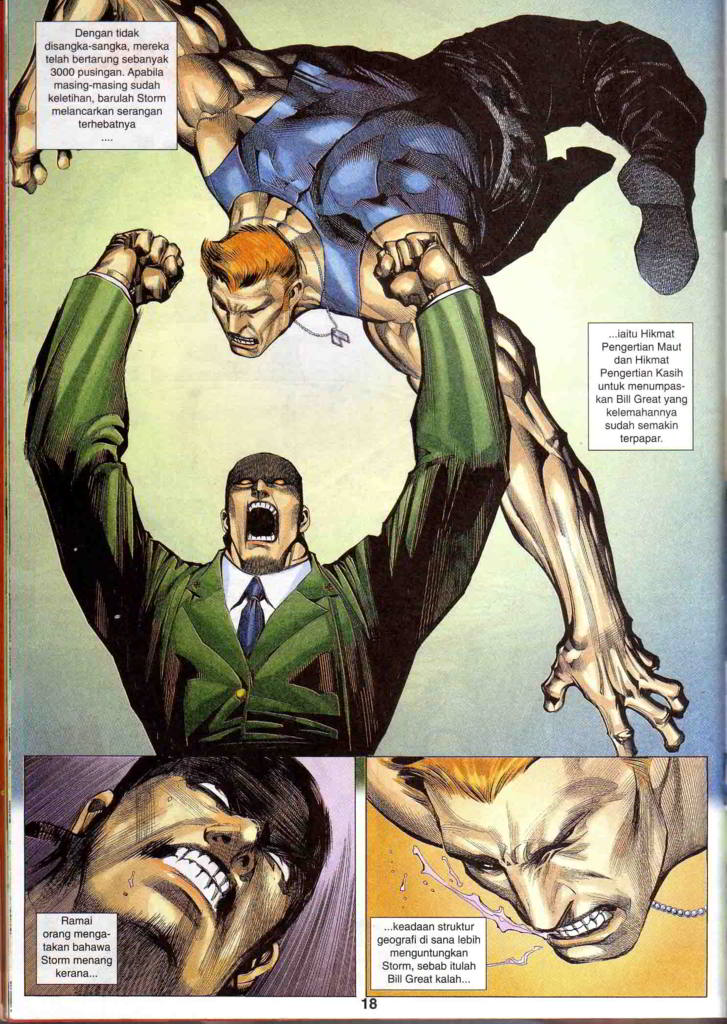 Dengan tidak
disangka-sangka, mereka
telah bertarung sebanyak
3000 pusingan. Apabila
masing-masing sudah
keletihan, barulah Storm
melancarkan serangan
terhebatnya
....
...iaitu Hikmat
Pengertian Maut
dan Hikmat
Pengertian Kasih
untuk menumpas-
kan Bill Great yang
kelemahannya
sudah semakin
terpapar.
Ramai
orang menga-
takan bahawa
Storm menang
kerana...
...keadaan struktur
geografi di sana lebih
menguntungkan
Storm, sebab itulah
Bill Great kalah...
18